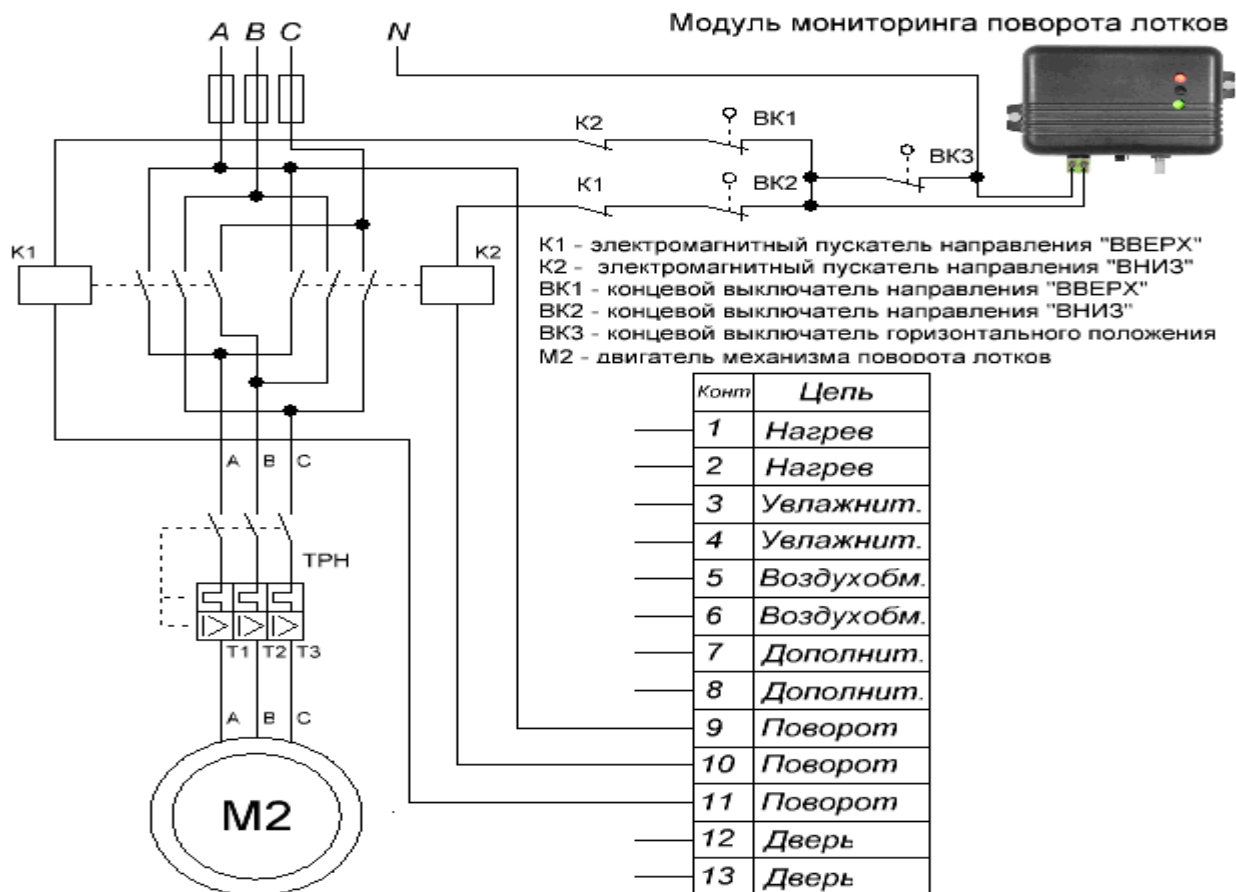 Модуль мониторинга поворота лотков
A B C N
K2 ВК1
ВК3
K1 ВК2
K1 K2
K1 - электромагнитный пускатель направления "ВВЕРХ"
K2 - электромагнитный пускатель направления "ВНИЗ"
ВК1 - концевой выключатель направления "ВВЕРХ"
ВК2 - концевой выключатель направления "ВНИЗ"
ВК3 - концевой выключатель горизонтального положения
М2 - двигатель механизма поворота лотков
Конт Цепь
1 Нагрев
2 Нагрев
3 Увлажнит.
4 Увлажнит.
5 Воздухобм.
6 Воздухобм.
7 Дополнит.
8 Дополнит.
9 Поворот
10 Поворот
11 Поворот
12 Дверь
13 Дверь
A B C
ТРН
T1 T2 T3
A B C
М2